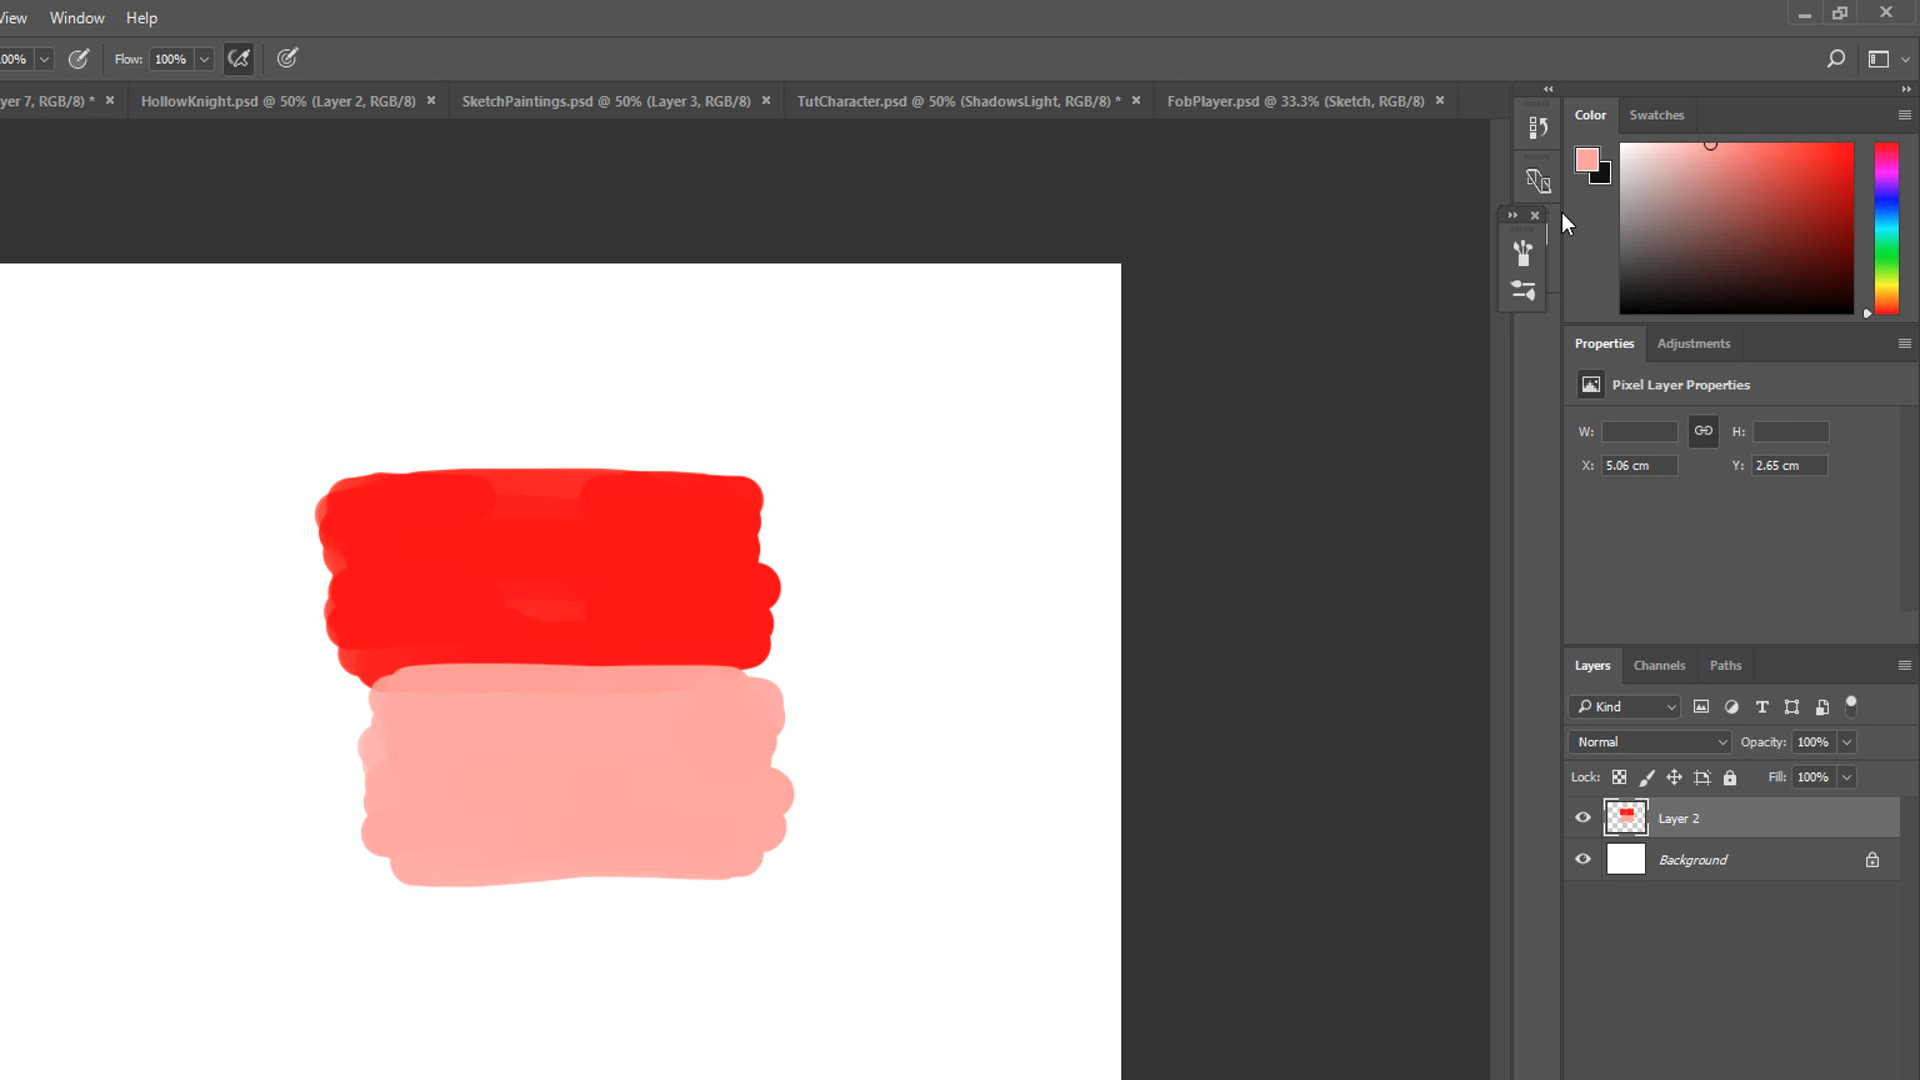 View Window Help
00% Flow: 100%
yer 7, RGB/8) * HollowKnight.psd @ 50% (Layer 2, RGB/8) SketchPaintings.psd @ 50% (Layer 3, RGB/8) TutCharacter.psd @ 50% (ShadowsLight, RGB/8) * FobPlayer.psd @ 33.3% (Sketch, RGB/8)
Color Swatches
Properties Adjustments
Pixel Layer Properties
W: H:
X: 5.06 cm Y: 2.65 cm
Layers Channels Paths
Kind
Normal Opacity: 100%
Lock: Fill: 100%
Layer 2
Background